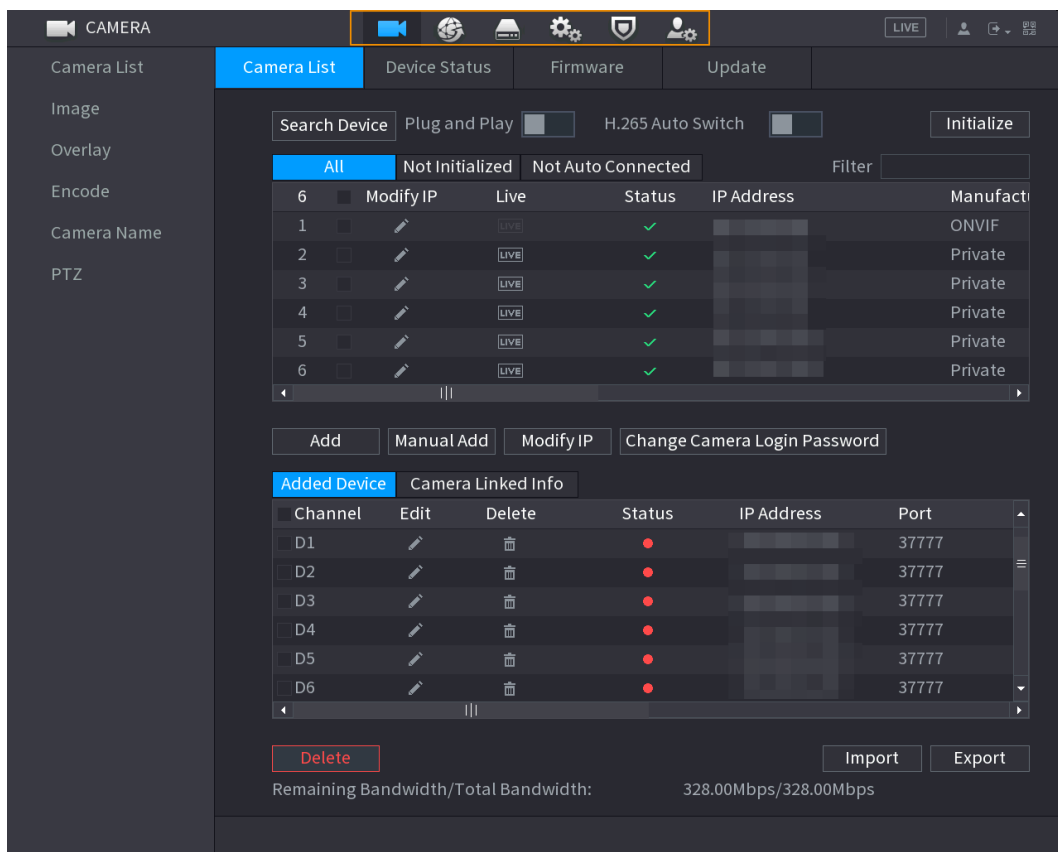 CAMERA LIVE
Camera List
Image
Overlay
Encode
Camera Name
PTZ
Camera List Device Status Firmware Update
Search Device Plug and Play H.265 Auto Switch Initialize
All Not Initialized Not Auto Connected Filter
6 Modify IP Live Status IP Address Manufactu
1 LIVE ONVIF
2 LIVE Private
3 LIVE Private
4 LIVE Private
5 LIVE Private
6 LIVE Private
Add Manual Add Modify IP Change Camera Login Password
Added Device Camera Linked Info
Channel Edit Delete Status IP Address Port
D1 37777
D2 37777
D3 37777
D4 37777
D5 37777
D6 37777
Delete Import Export
Remaining Bandwidth/Total Bandwidth: 328.00Mbps/328.00Mbps